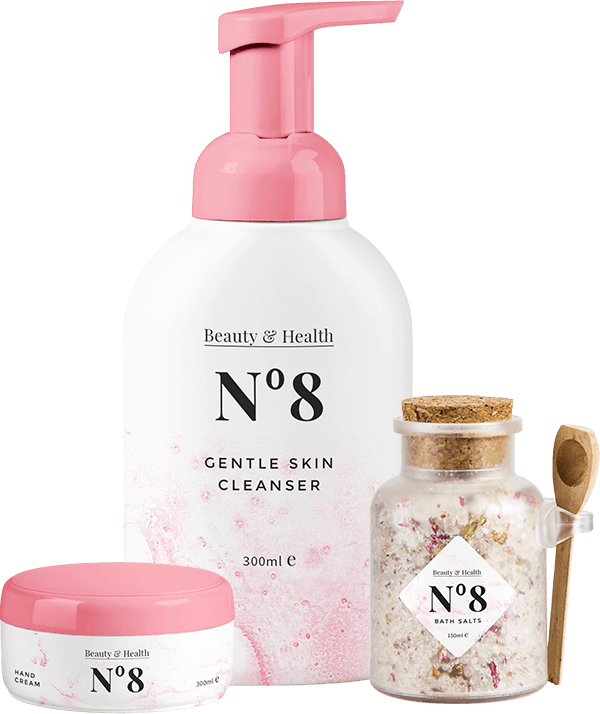 Beauty & Health
Nº8
GENTLE SKIN
CLEANSER
300ml e
Beauty & Health
Nº8
HAND
CREAM
300ml e
Beauty & Health
Nº8
BATH SALTS
150ml e